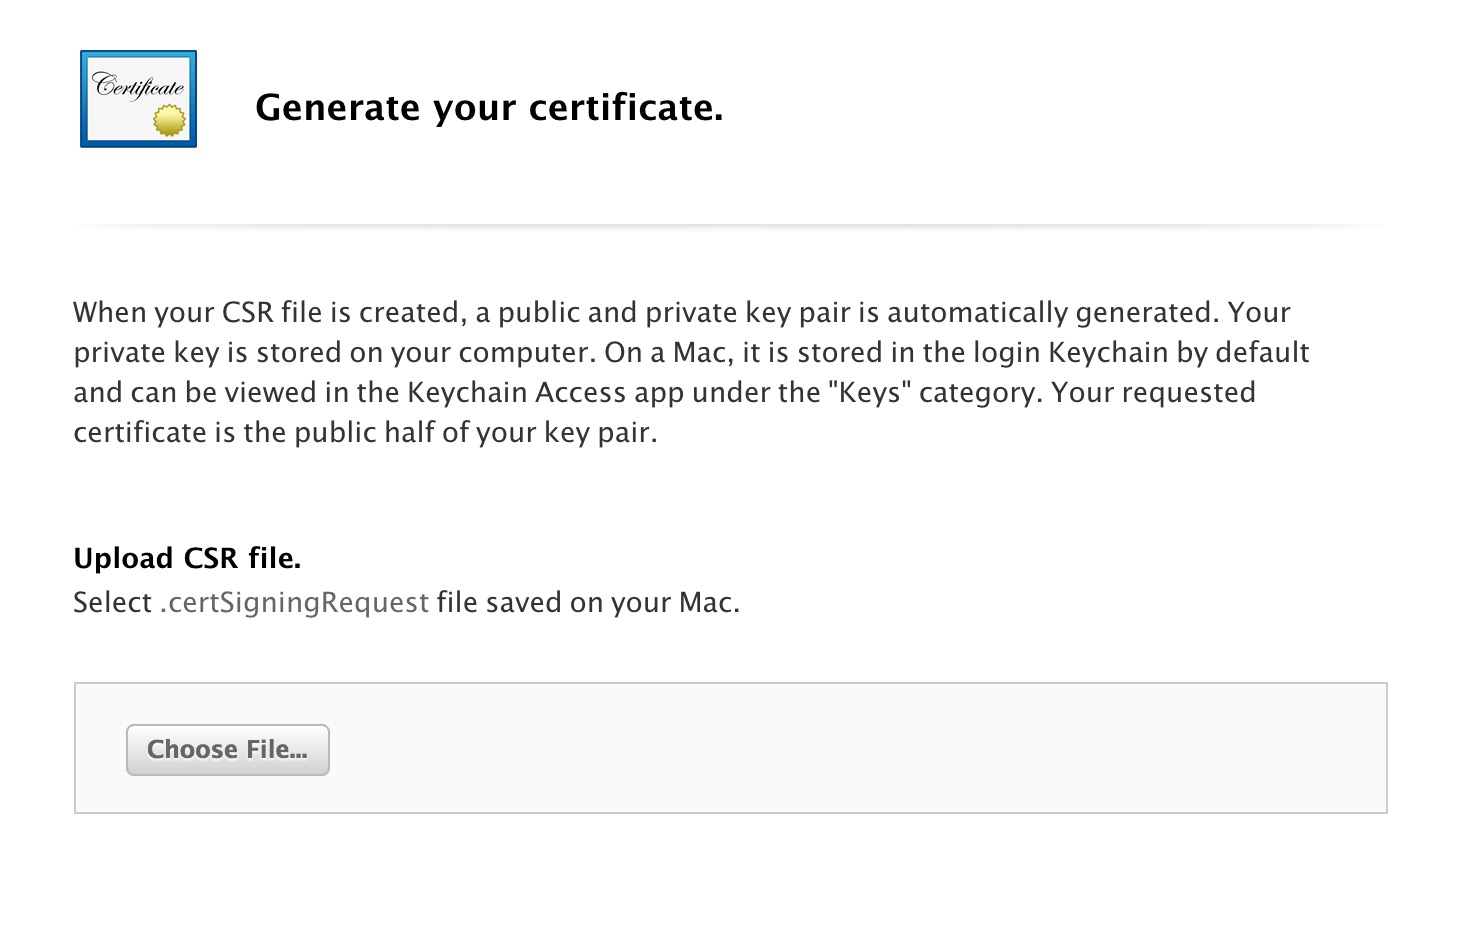 Certificate
Generate your certificate.
When your CSR file is created, a public and private key pair is automatically generated. Your
private key is stored on your computer. On a Mac, it is stored in the login Keychain by default
and can be viewed in the Keychain Access app under the "Keys" category. Your requested
certificate is the public half of your key pair.
Upload CSR file.
Select .certSigningRequest file saved on your Mac.
Choose File...